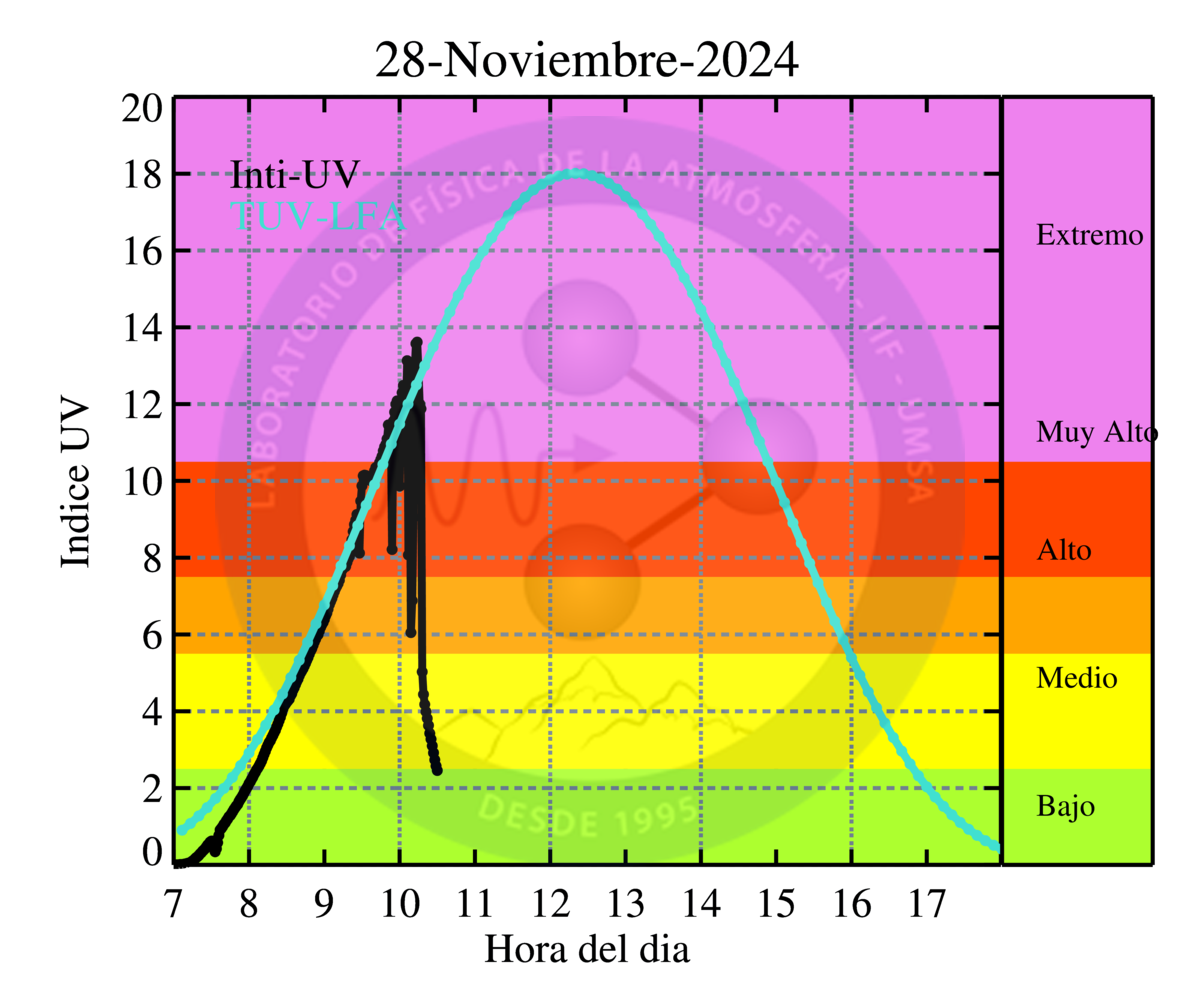 28-Noviembre-2024
20
18
16
14
12
10
8
6
4
2
0
Indice UV
Inti-UV
TUV-LFA
LABORATORIO DE FÍSICA DE LA ATMÓSFERA - IIF - UMSA
DESDE 1995
Extremo
Muy Alto
Alto
Medio
Bajo
7 8 9 10 11 12 13 14 15 16 17
Hora del dia